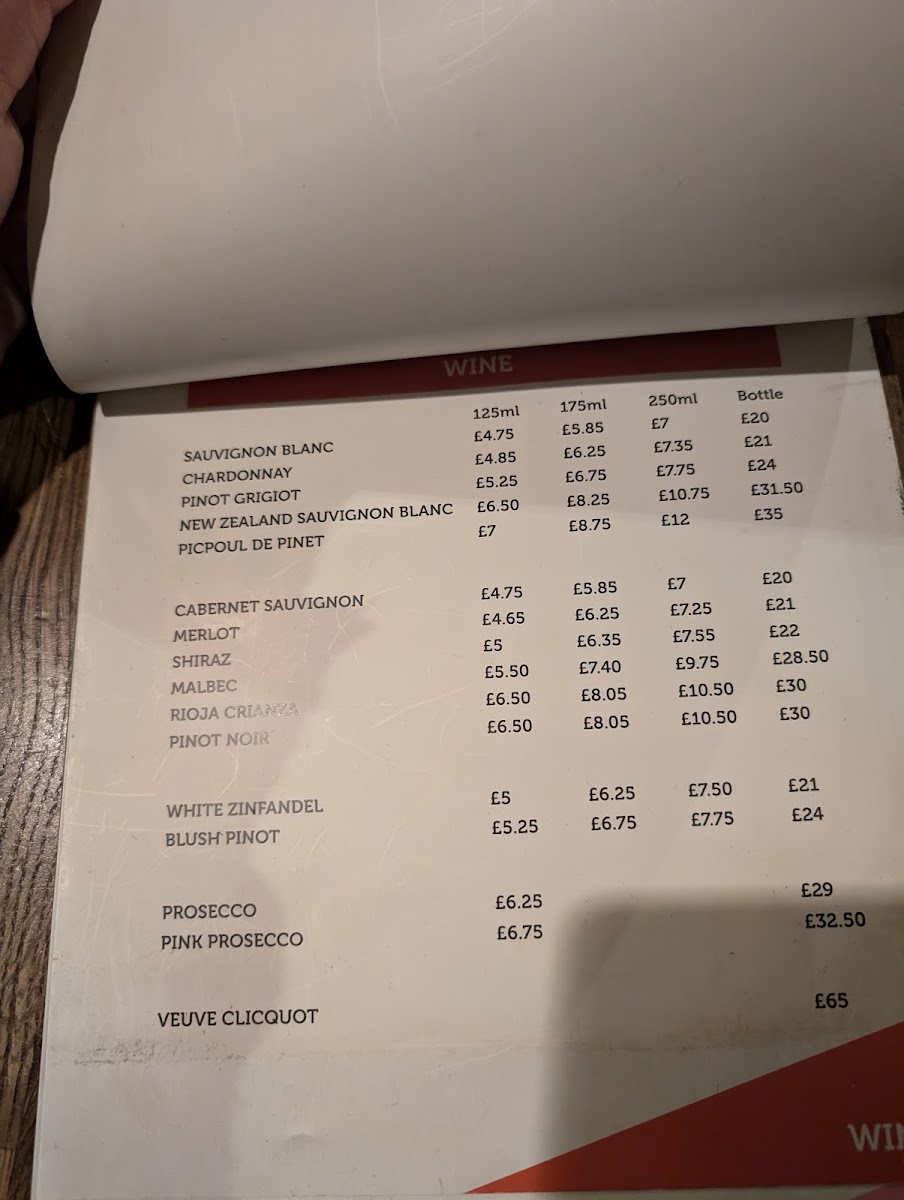 WINE
125ml 175ml 250ml Bottle
SAUVIGNON BLANC £4.75 £5.85 £7 £20
CHARDONNAY £4.85 £6.25 £7.35 £21
PINOT GRIGIOT £5.25 £6.75 £7.75 £24
NEW ZEALAND SAUVIGNON BLANC £6.50 £8.25 £10.75 £31.50
PICPOUL DE PINET £7 £8.75 £12 £35
CABERNET SAUVIGNON £4.75 £5.85 £7 £20
MERLOT £4.65 £6.25 £7.25 £21
SHIRAZ £5 £6.35 £7.55 £22
MALBEC £5.50 £7.40 £9.75 £28.50
RIOJA CRIANZA £6.50 £8.05 £10.50 £30
PINOT NOIR £6.50 £8.05 £10.50 £30
WHITE ZINFANDEL £5 £6.25 £7.50 £21
BLUSH PINOT £5.25 £6.75 £7.75 £24
PROSECCO £6.25 £29
PINK PROSECCO £6.75 £32.50
VEUVE CLICQUOT £65